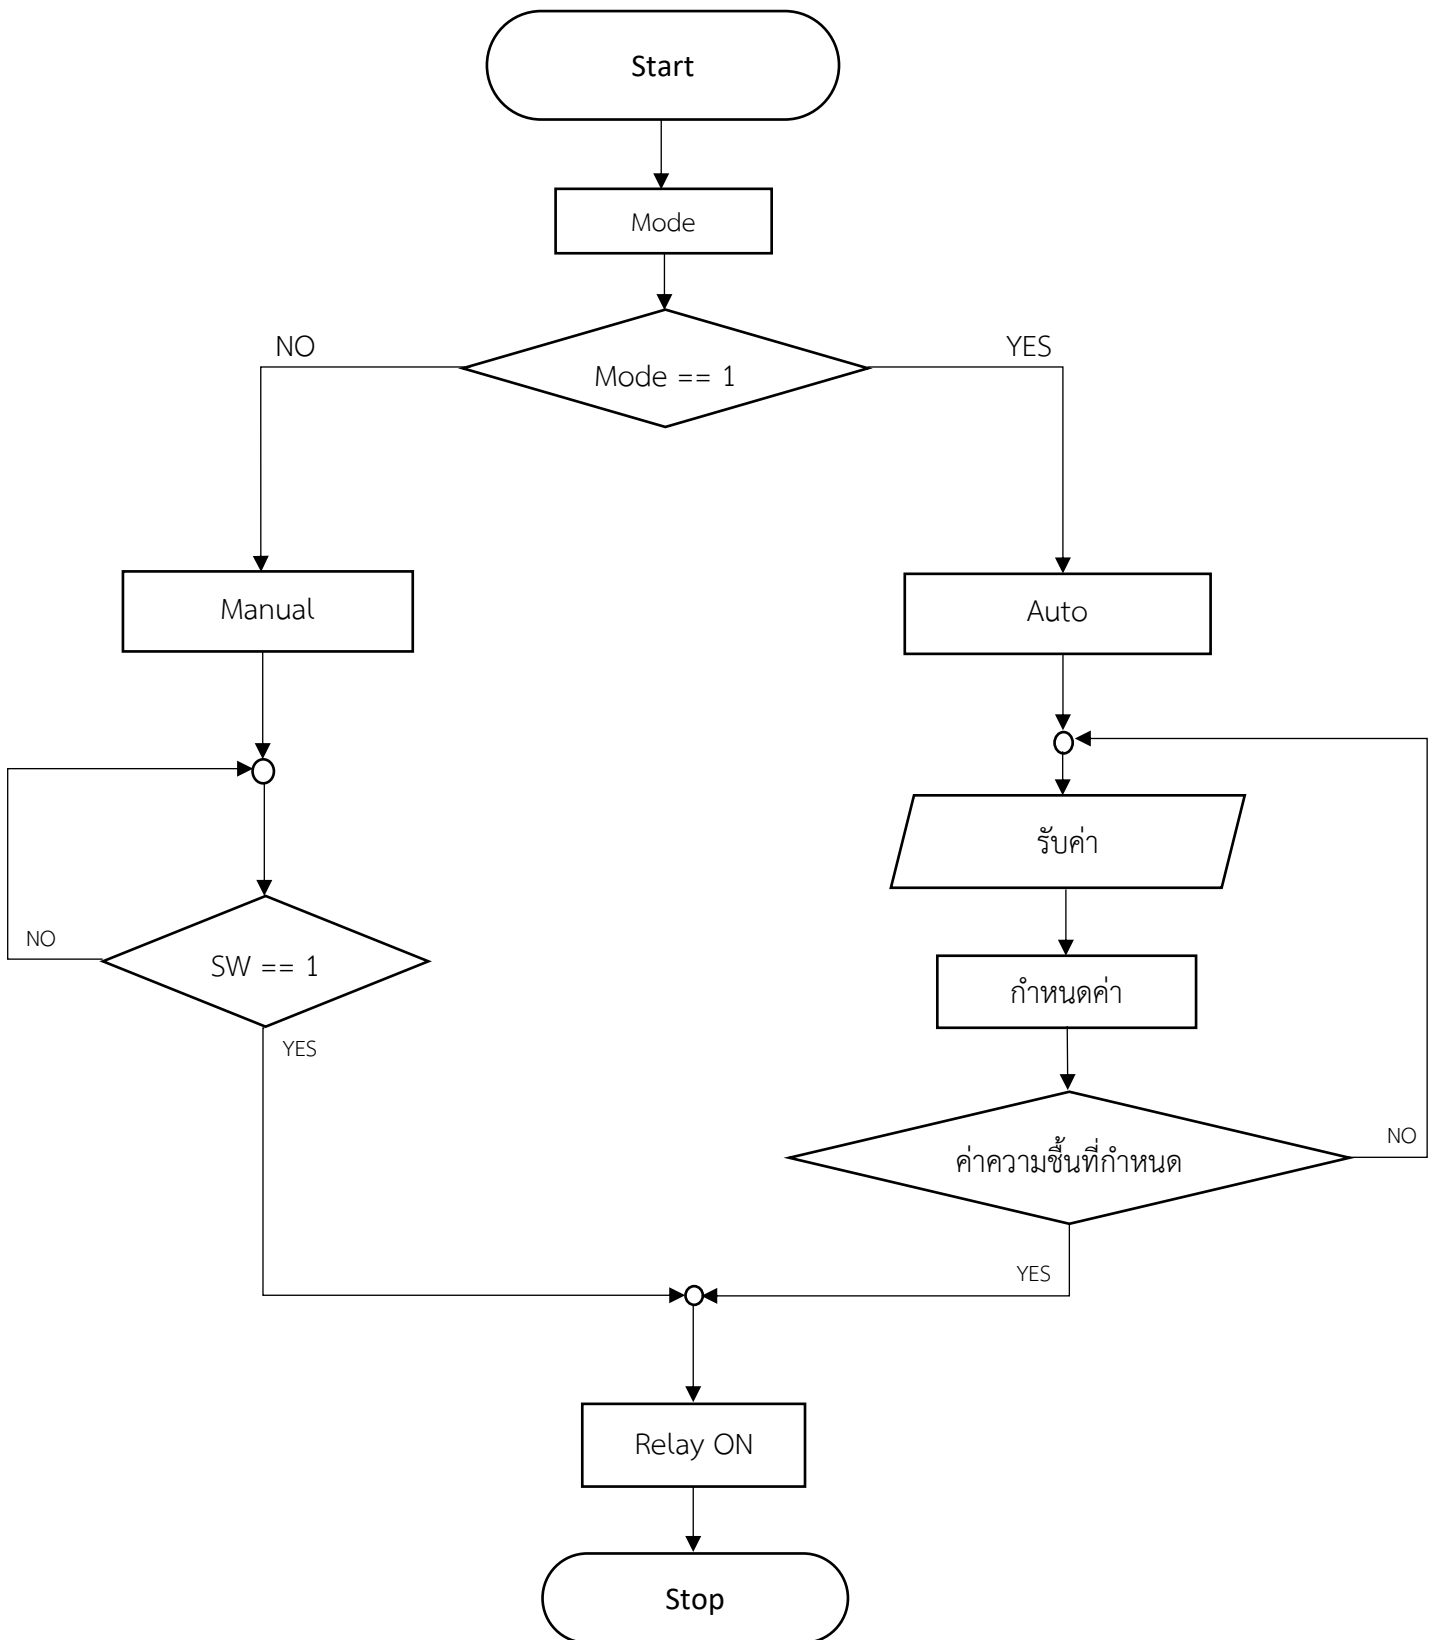 Start
Mode
NO
YES
Mode == 1
Manual
Auto
รับค่า
NO
SW == 1
กำหนดค่า
YES
NO
ค่าความชื้นที่กำหนด
YES
Relay ON
Stop